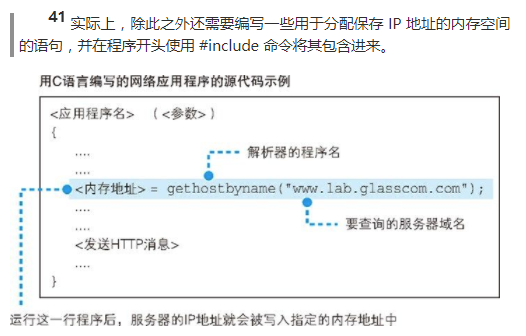 41 实际上，除此之外还需要编写一些用于分配保存 IP 地址的内存空间
的语句，并在程序开头使用 #include 命令将其包含进来。
用C语言编写的网络应用程序的源代码示例
<应用程序名> （<参数>）
{
....
....
解析器的程序名
<内存地址> = gethostbyname("www.lab.glasscom.com");
....
....
要查询的服务器域名
<发送HTTP消息>
....
}
运行这一行程序后，服务器的IP地址就会被写入指定的内存地址中